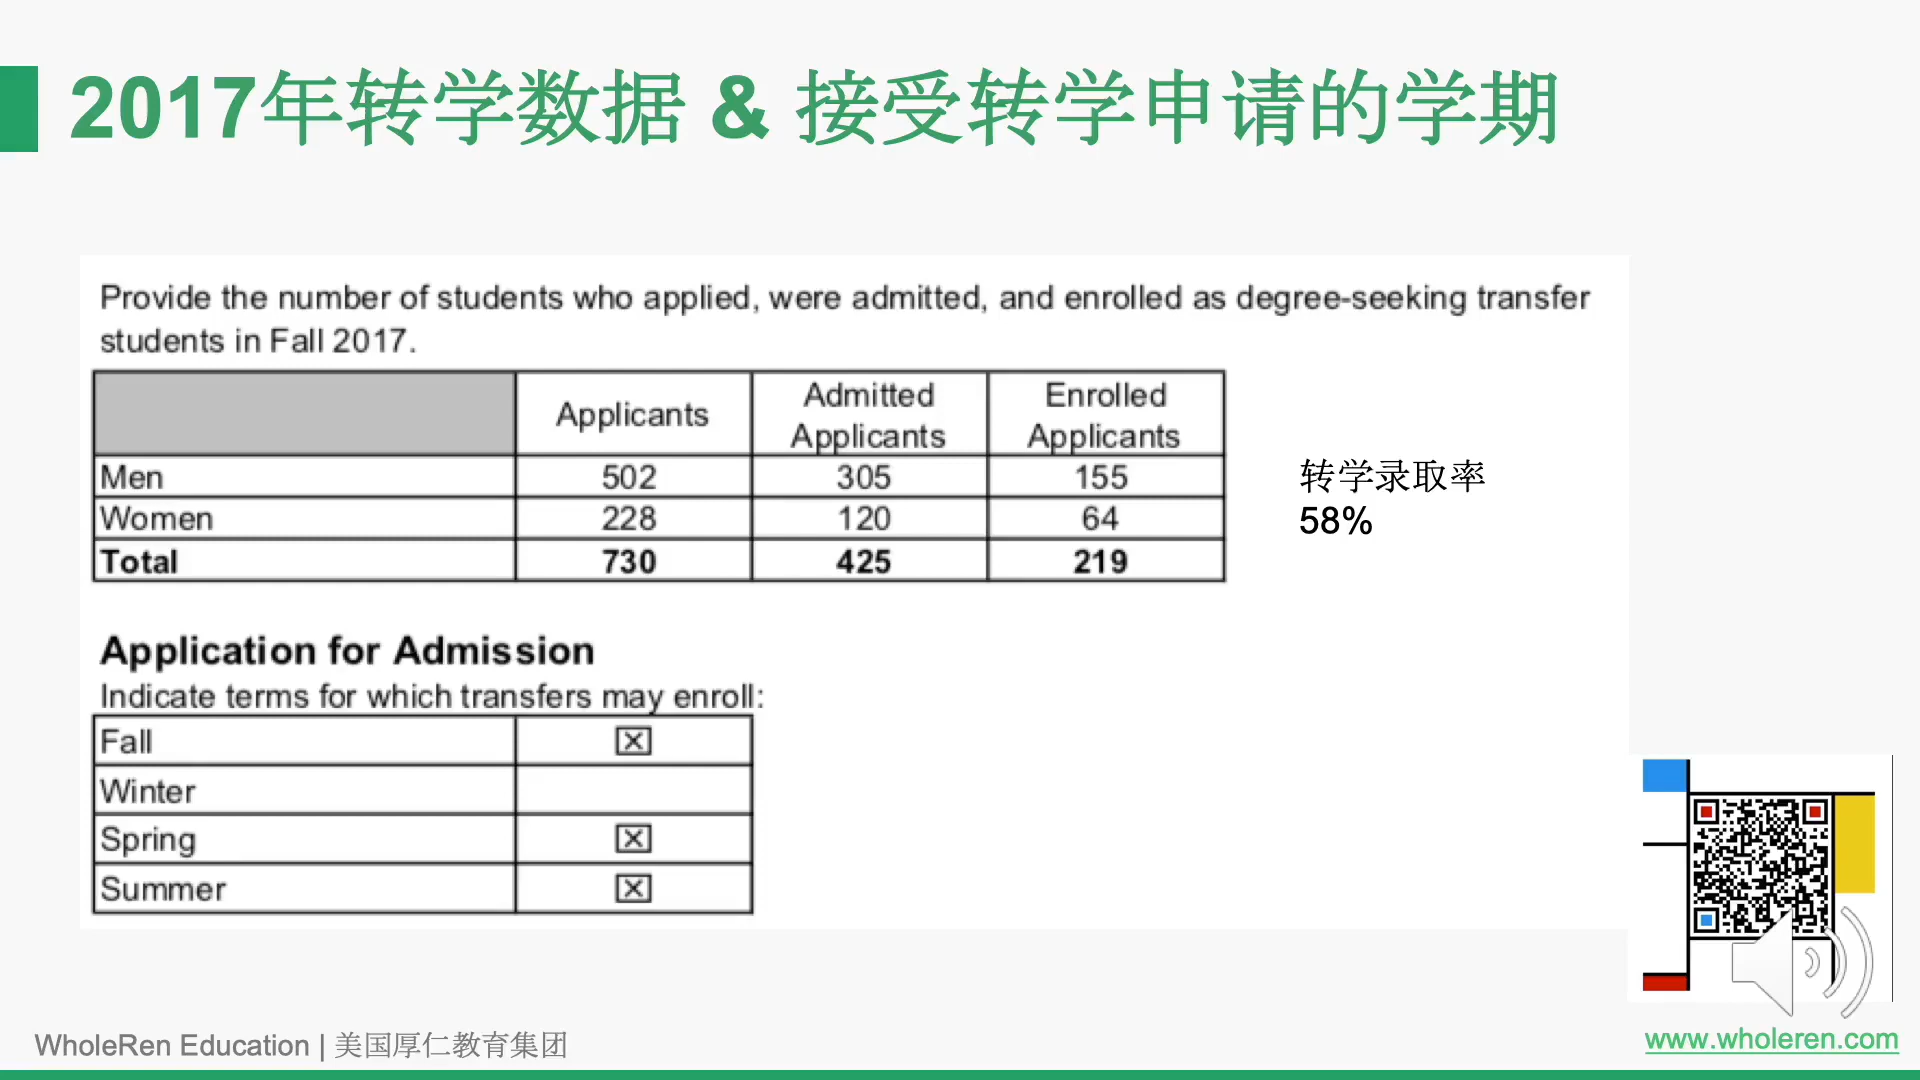 2017年转学数据 & 接受转学申请的学期
Provide the number of students who applied, were admitted, and enrolled as degree-seeking transfer
students in Fall 2017.
Applicants Admitted Applicants Enrolled Applicants
Men 502 305 155
Women 228 120 64
Total 730 425 219
转学录取率
58%
Application for Admission
Indicate terms for which transfers may enroll:
Fall ☒
Winter
Spring ☒
Summer ☒
WholeRen Education | 美国厚仁教育集团
www.wholeren.com